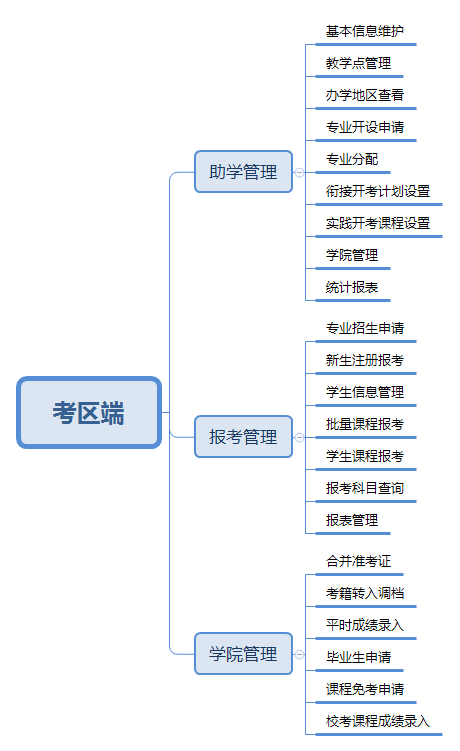 考区端
助学管理
基本信息维护
教学点管理
办学地区查看
专业开设申请
专业分配
衔接开考计划设置
实践开考课程设置
学院管理
统计报表
报考管理
专业招生申请
新生注册报考
学生信息管理
批量课程报考
学生课程报考
报考科目查询
报表管理
学院管理
合并准考证
考籍转入调档
平时成绩录入
毕业生申请
课程免考申请
校考课程成绩录入